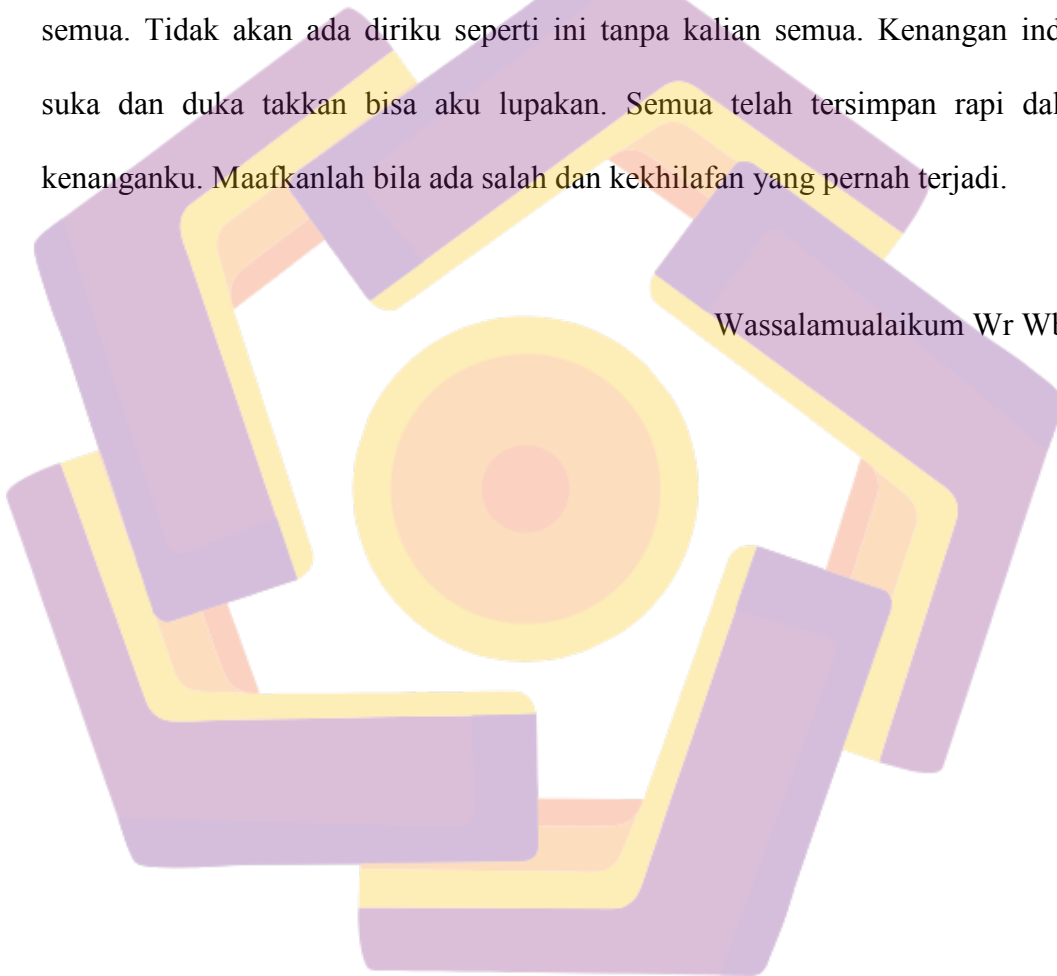 semua. Tidak akan ada diriku seperti ini tanpa kalian semua. Kenangan
suka dan duka takkan bisa aku lupakan. Semua telah tersimpan rapi
kenanganku. Maafkanlah bila ada salah dan kekhilafan yang pernah terjadi.
Wassalamualaikum Wr